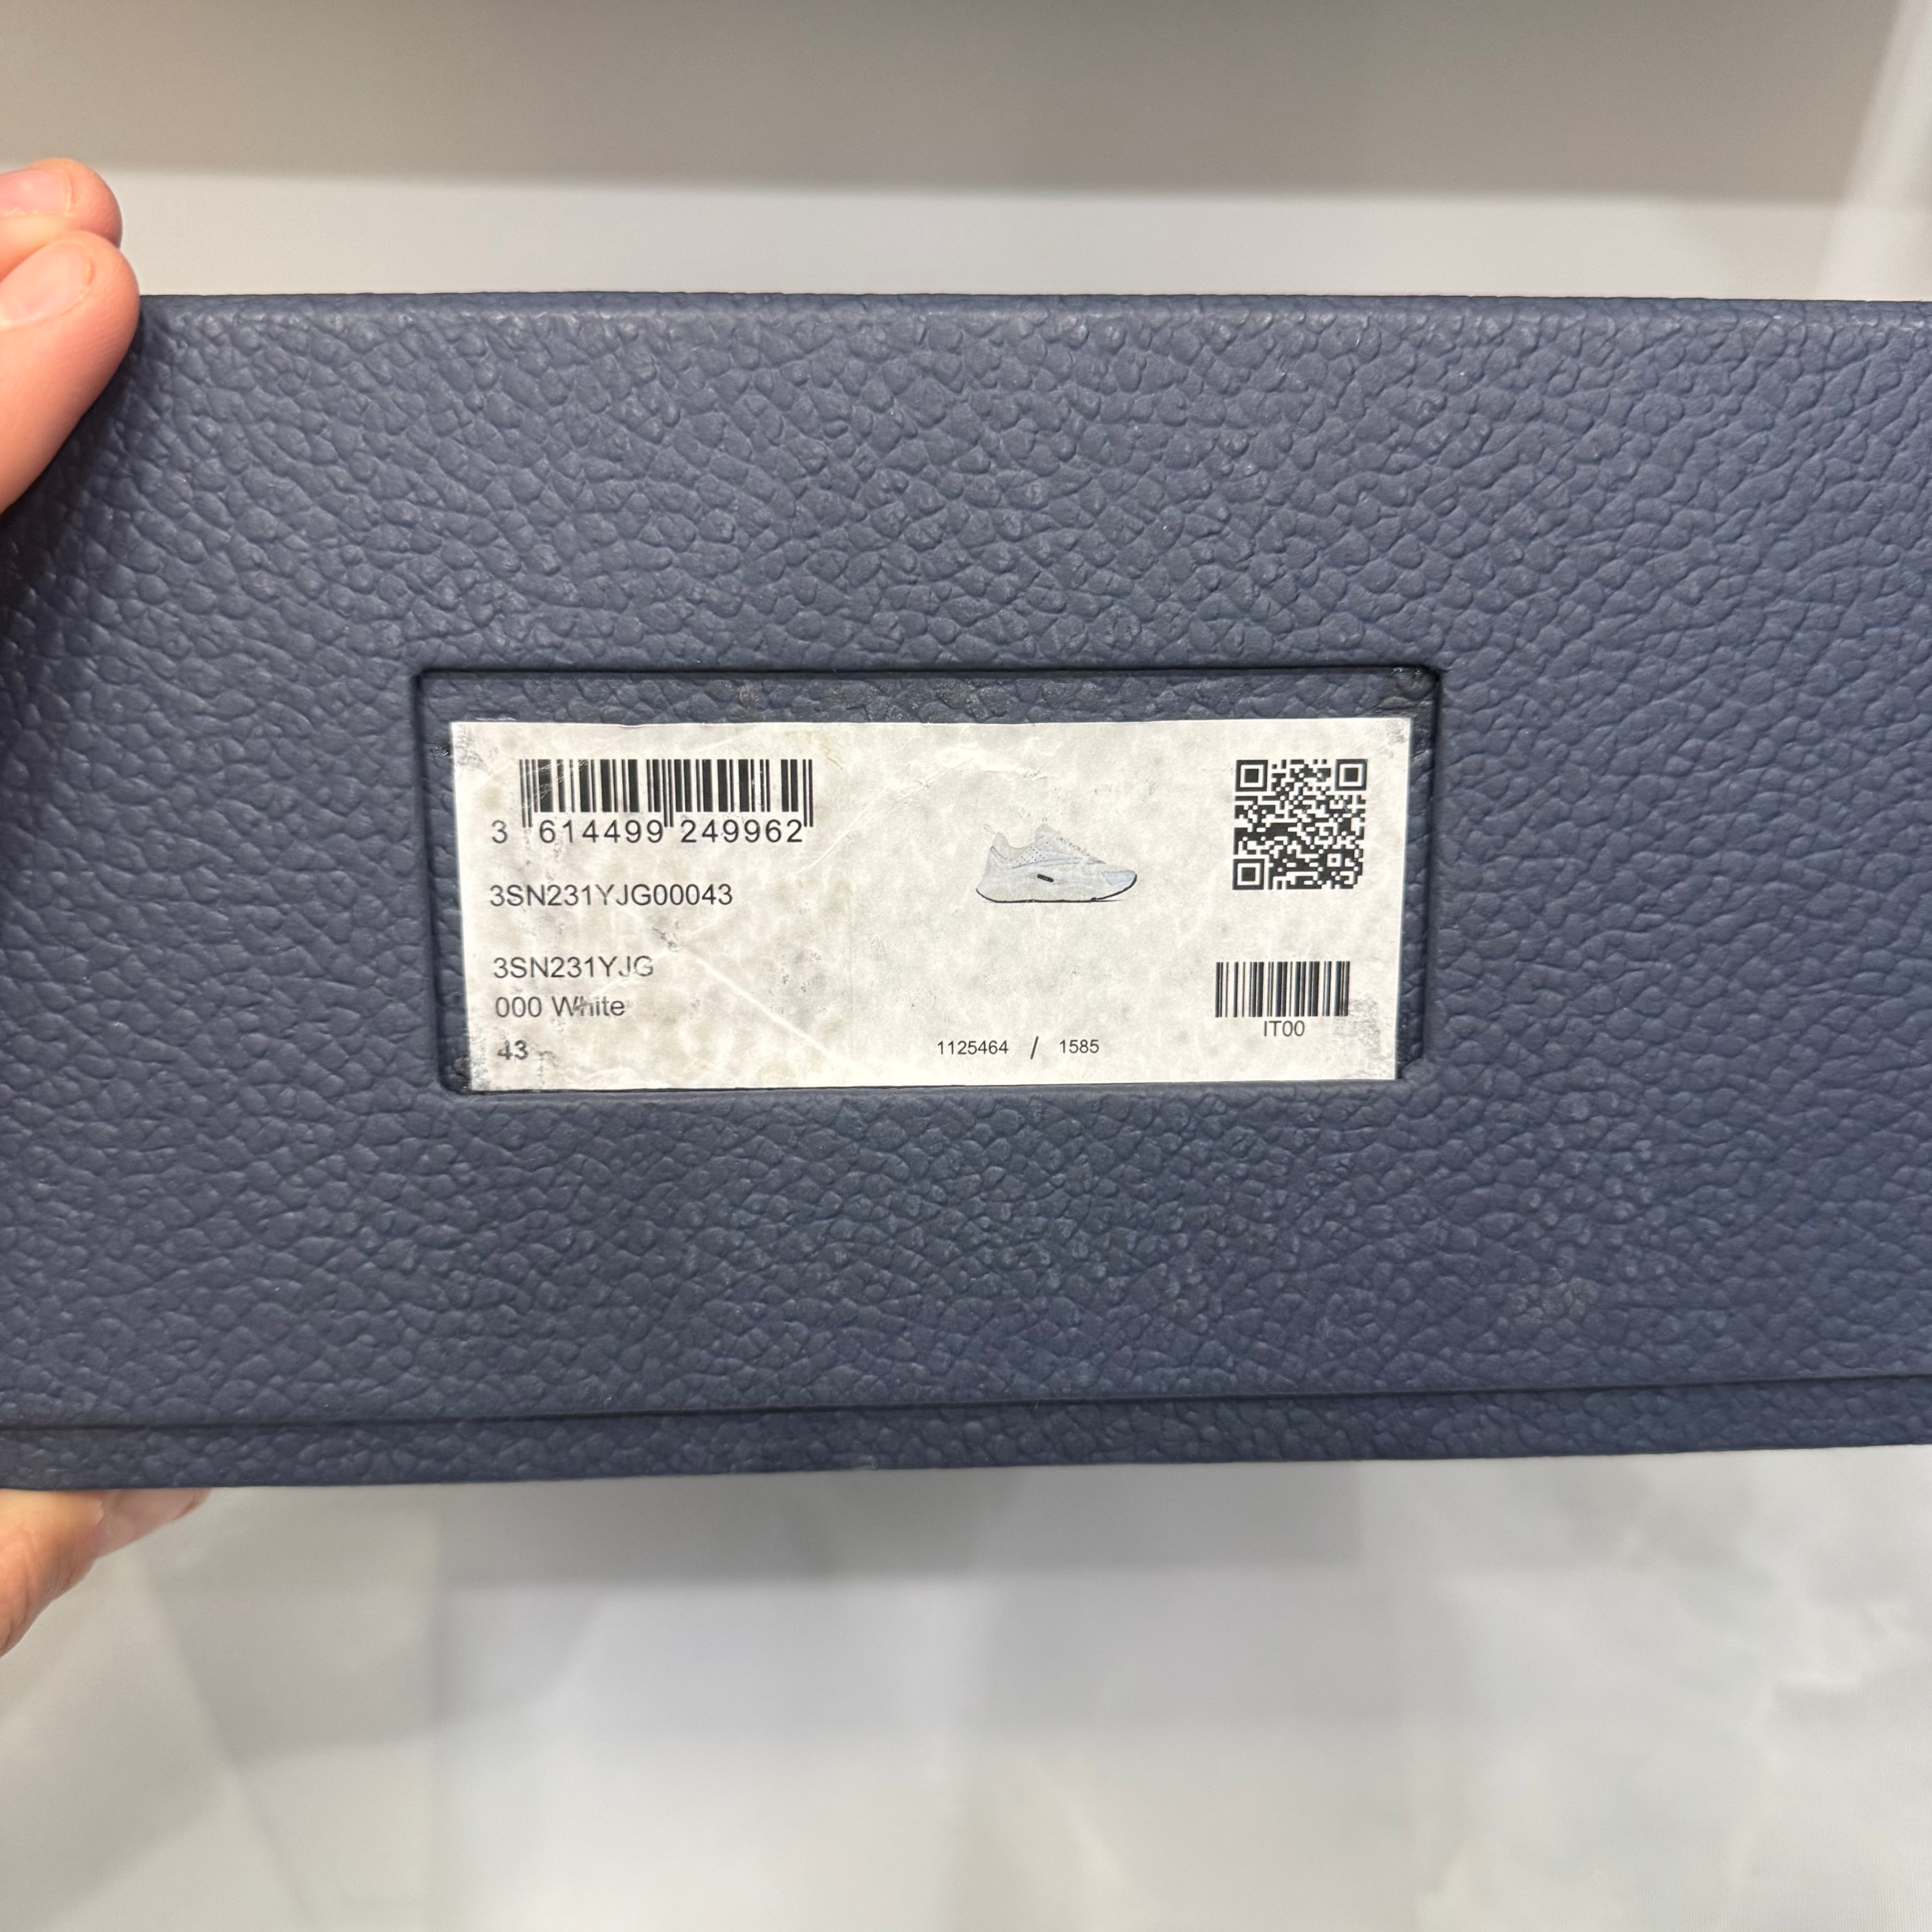 3 614499 249962
3SN231YJG00043
3SN231YJG
000 White
43
1125464 / 1585
IT00